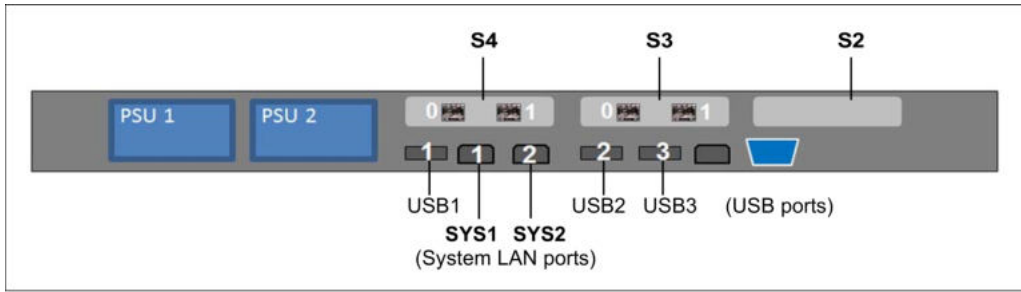 S4 S3 S2
PSU 1 PSU 2 0 1 0 1
1 1 2 2 3
USB1 USB2 USB3 (USB ports)
SYS1 SYS2
(System LAN ports)